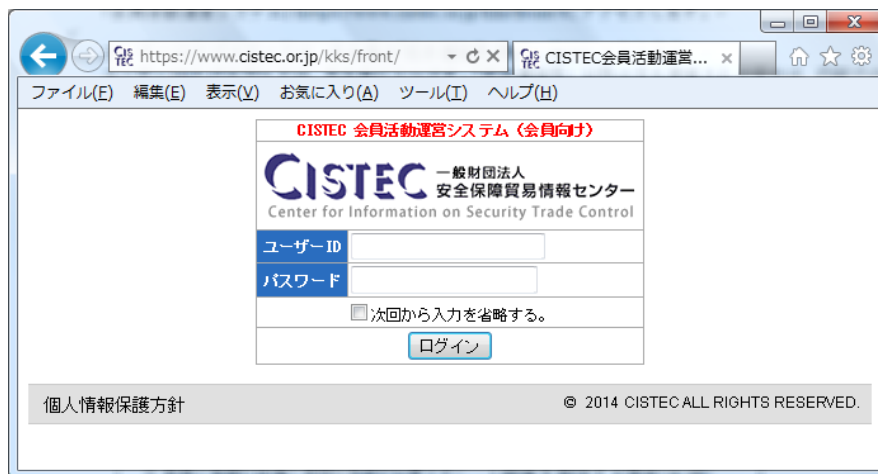 https://www.cistec.or.jp/kks/front/
CISTEC会員活動運営...
ファイル(F) 編集(E) 表示(V) お気に入り(A) ツール(T) ヘルプ(H)
CISTEC 会員活動運営システム（会員向け）
CISTEC 一般財団法人
安全保障貿易情報センター
Center for Information on Security Trade Control
ユーザーID
パスワード
次回から入力を省略する。
ログイン
個人情報保護方針
© 2014 CISTEC ALL RIGHTS RESERVED.